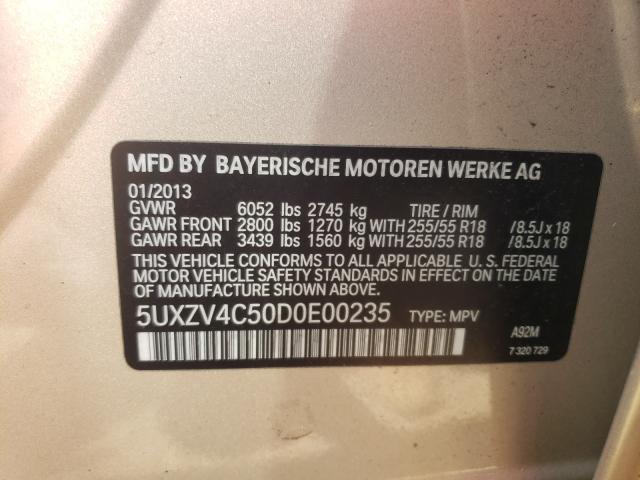 MFD BY BAYERISCHE MOTOREN WERKE AG
01/2013
GVWR 6052 lbs 2745 kg TIRE / RIM
GAWR FRONT 2800 lbs 1270 kg WITH 255/55 R18 /8.5J x 18
GAWR REAR 3439 lbs 1560 kg WITH 255/55 R18 /8.5J x 18
THIS VEHICLE CONFORMS TO ALL APPLICABLE U. S. FEDERAL
MOTOR VEHICLE SAFETY STANDARDS IN EFFECT ON THE DATE
OF MANUFACTURE SHOWN ABOVE.
5UXZV4C50D0E00235 TYPE: MPV
A92M
7 320 729